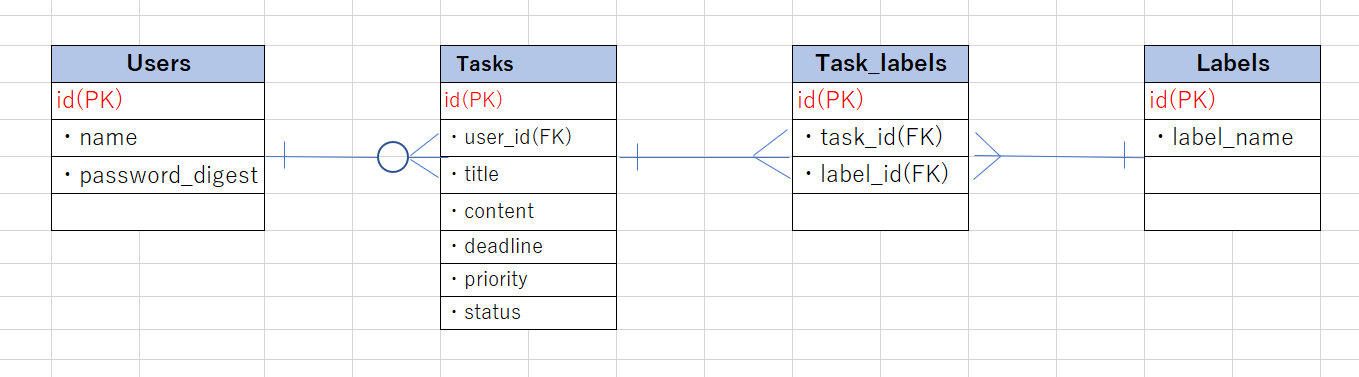 Users
id(PK)
・name
・password_digest
Tasks
id(PK)
・user_id(FK)
・title
・content
・deadline
・priority
・status
Task_labels
id(PK)
・task_id(FK)
・label_id(FK)
Labels
id(PK)
・label_name